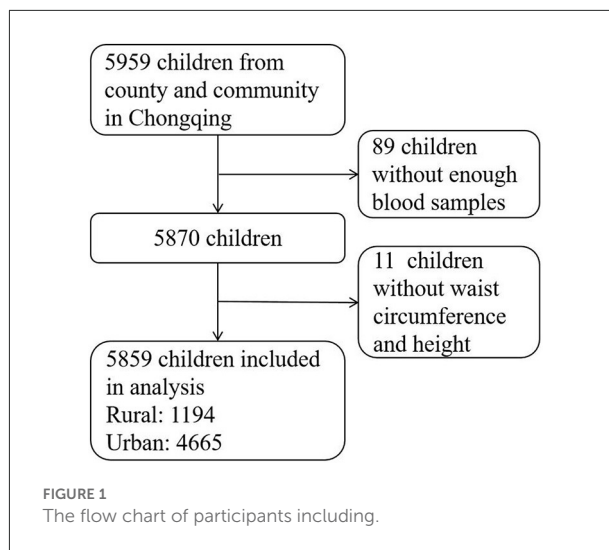 5959 children from
county and community
in Chongqing
89 children
without enough
blood samples
5870 children
11 children
without waist
circumference
and height
5859 children included
in analysis
Rural: 1194
Urban: 4665
FIGURE 1
The flow chart of participants including.